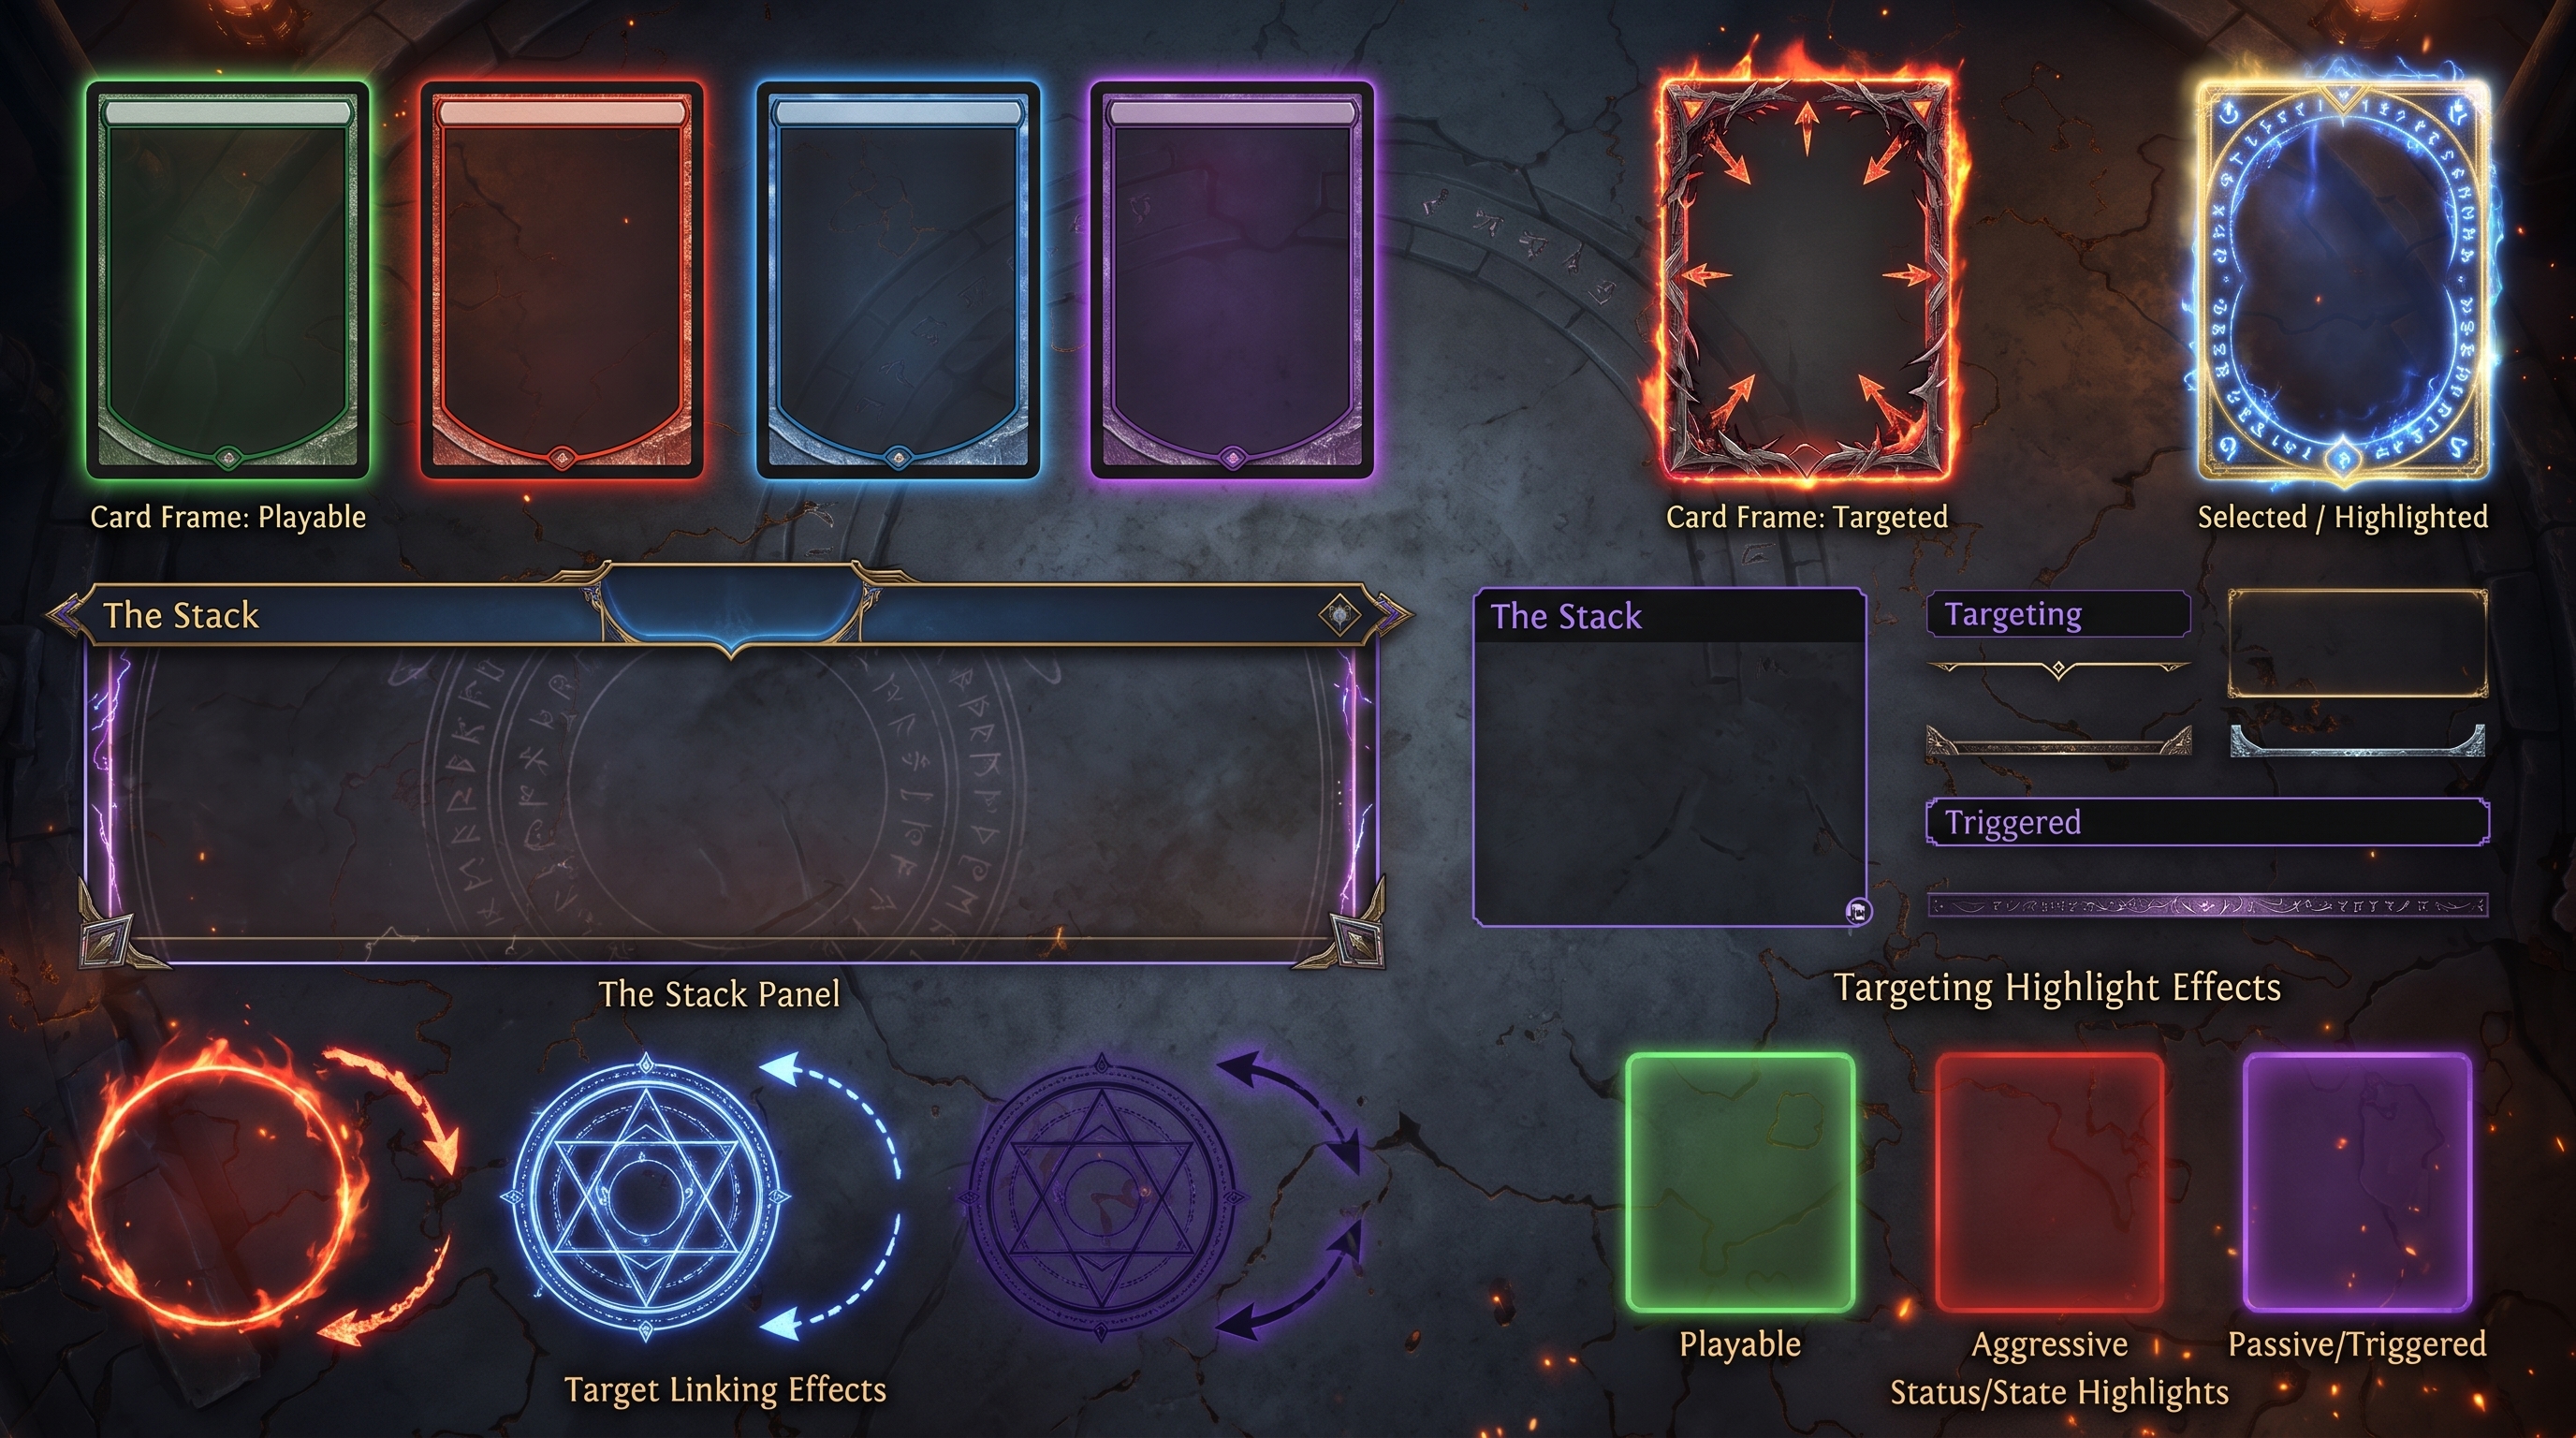 Card Frame: Playable
Card Frame: Targeted
Selected / Highlighted
The Stack
The Stack
Targeting
Triggered
The Stack Panel
Targeting Highlight Effects
Playable
Aggressive
Passive/Triggered
Target Linking Effects
Status/State Highlights